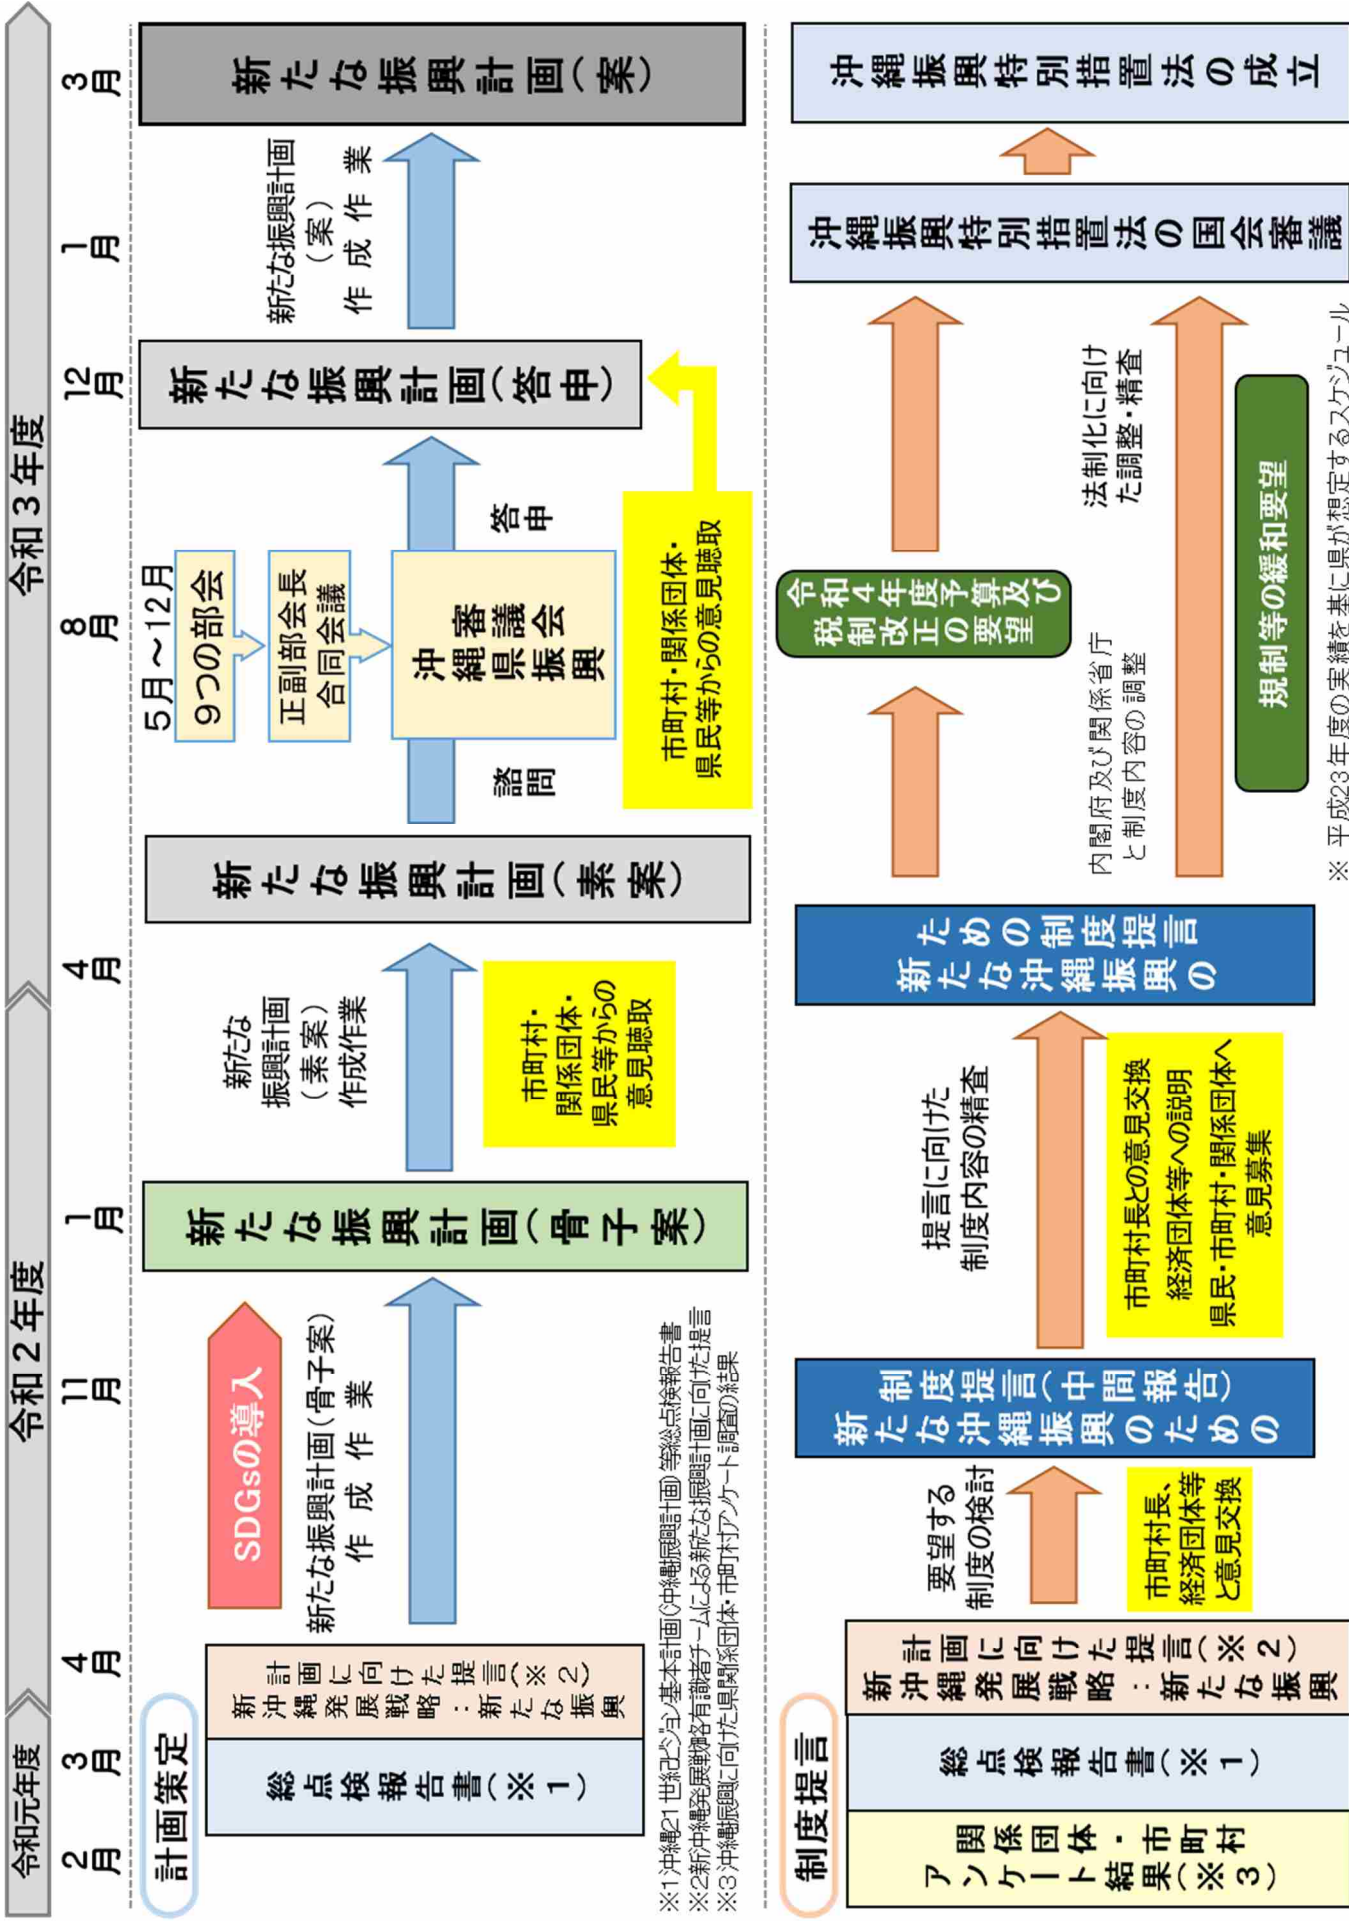 令和元年度
令和２年度
令和３年度
2月
3月
4月
11月
1月
4月
8月
12月
1月
3月
計画策定
総点検報告書(※１)
新沖縄発展戦略：新たな振興
計画に向けた提言(※２)
SDGsの導入
新たな振興計画(骨子案)
作成作業
新たな振興計画(骨子案)
新たな
振興計画
(素案)
作成作業
市町村・
関係団体・
県民等からの
意見聴取
新たな振興計画(素案)
5月～12月
9つの部会
正副部会長
合同会議
沖縄県振興
審議会
諮問
答申
市町村・関係団体・
県民等からの意見聴取
新たな振興計画(答申)
新たな振興計画
(案)
作成作業
新たな振興計画(案)
※1 沖縄21世紀ビジョン基本計画(沖縄振興計画)等総点検報告書
※2新沖縄発展戦略有識者チームによる新たな振興計画に向けた提言
※3 沖縄振興に向けた県関係団体・市町村アンケート調査の結果
制度提言
関係団体・市町村
アンケート結果(※３)
総点検報告書(※１)
新沖縄発展戦略：新たな振興
計画に向けた提言(※２)
要望する
制度の検討
市町村長、
経済団体等
と意見交換
新たな沖縄振興のための
制度提言(中間報告)
提言に向けた
制度内容の精査
市町村長との意見交換
経済団体等への説明
県民・市町村・関係団体へ
意見募集
新たな沖縄振興の
ための制度提言
内閣府及び関係省庁
と制度内容の調整
令和４年度予算及び
税制改正の要望
規制等の緩和要望
法制化に向け
た調整・精査
沖縄振興特別措置法の国会審議
沖縄振興特別措置法の成立
※ 平成23年度の実績を基に県が想定するスケジュール